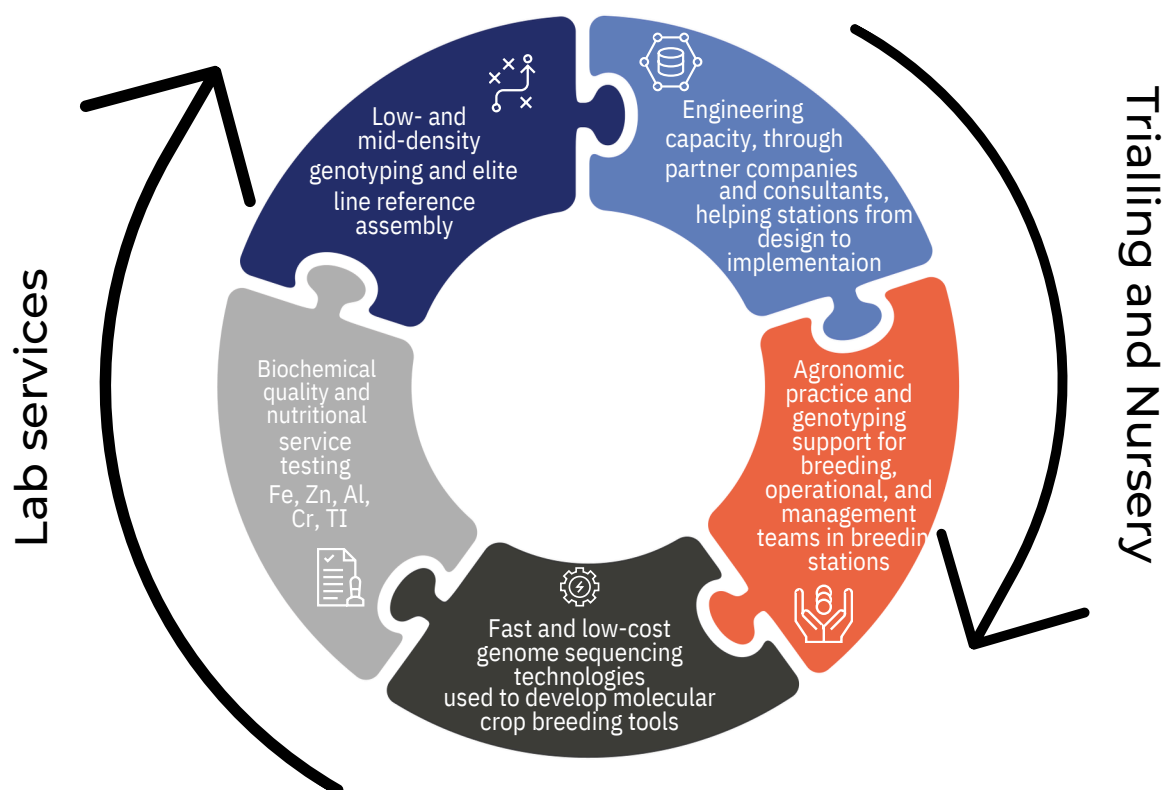 Low- and
mid-density
genotyping and elite
line reference
assembly
Engineering
capacity, through
partner companies
and consultants,
helping stations from
design to
implementaion
Agronomic
practice and
genotyping
support for
breeding,
operational, and
management
teams in breedin
stations
Fast and low-cost
genome sequencing
technologies
used to develop molecular
crop breeding tools
Biochemical
quality and
nutritional
service
testing
Fe, Zn, Al,
Cr, TI
Lab services
Trialling and Nursery